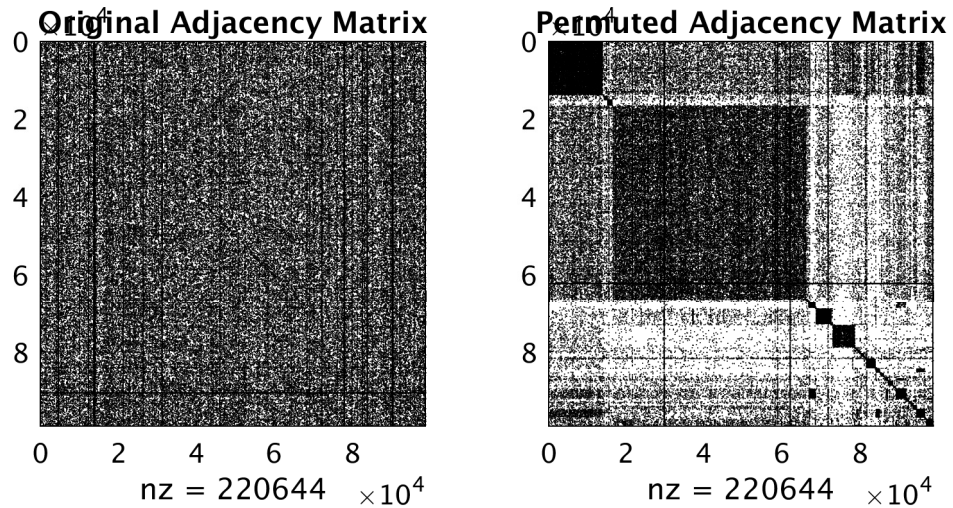 Original Adjacency Matrix
×10⁴
0
2
4
6
8
0 2 4 6 8
nz = 220644 ×10⁴
Permuted Adjacency Matrix
×10⁴
0
2
4
6
8
0 2 4 6 8
nz = 220644 ×10⁴